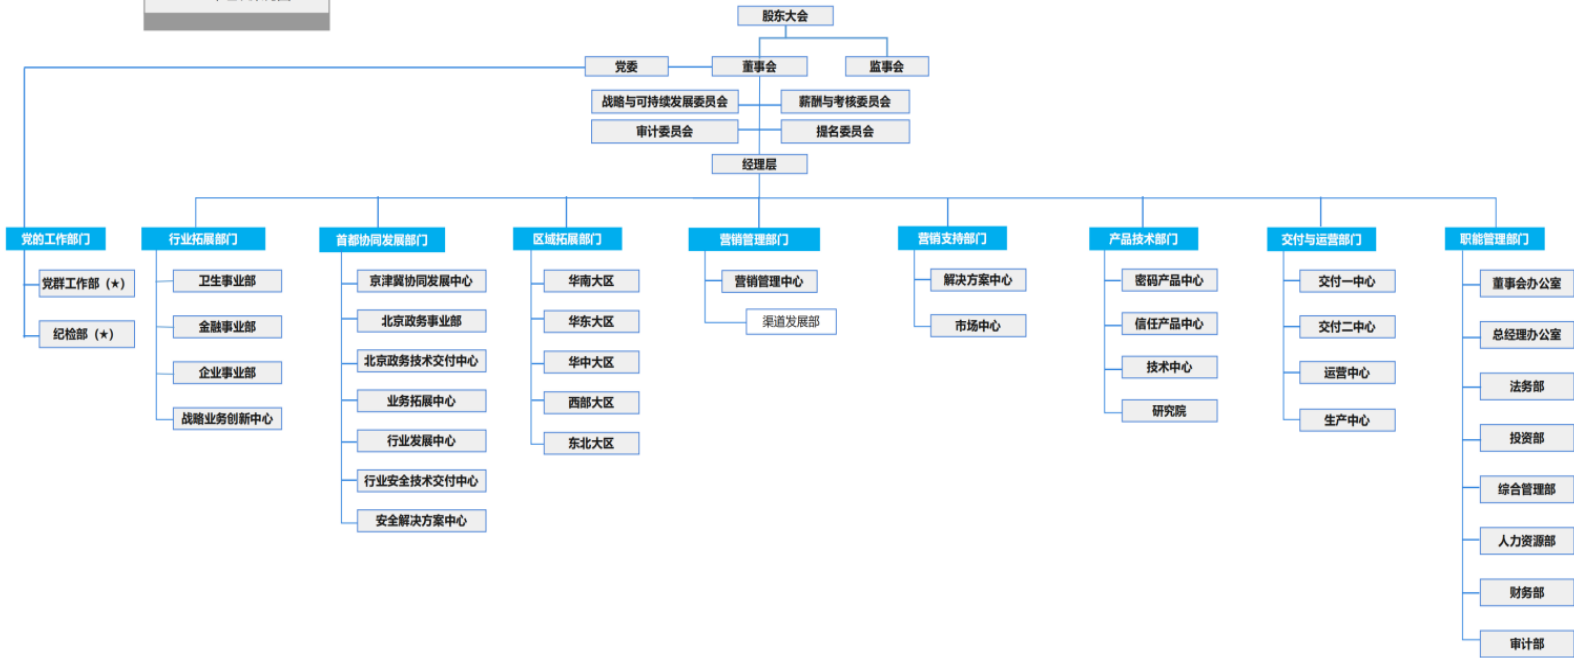 股东大会
党委
董事会
监事会
战略与可持续发展委员会
薪酬与考核委员会
审计委员会
提名委员会
经理层
党的工作部门
行业拓展部门
首都协同发展部门
区域拓展部门
营销管理部门
营销支持部门
产品技术部门
交付与运营部门
职能管理部门
党群工作部（★）
纪检部（★）
卫生事业部
金融事业部
企业事业部
战略业务创新中心
京津冀协同发展中心
北京政务事业部
北京政务技术交付中心
业务拓展中心
行业发展中心
行业安全技术交付中心
安全解决方案中心
华南大区
华东大区
华中大区
西部大区
东北大区
营销管理中心
渠道发展部
解决方案中心
市场中心
密码产品中心
信任产品中心
技术中心
研究院
交付一中心
交付二中心
运营中心
生产中心
董事会办公室
总经理办公室
法务部
投资部
综合管理部
人力资源部
财务部
审计部